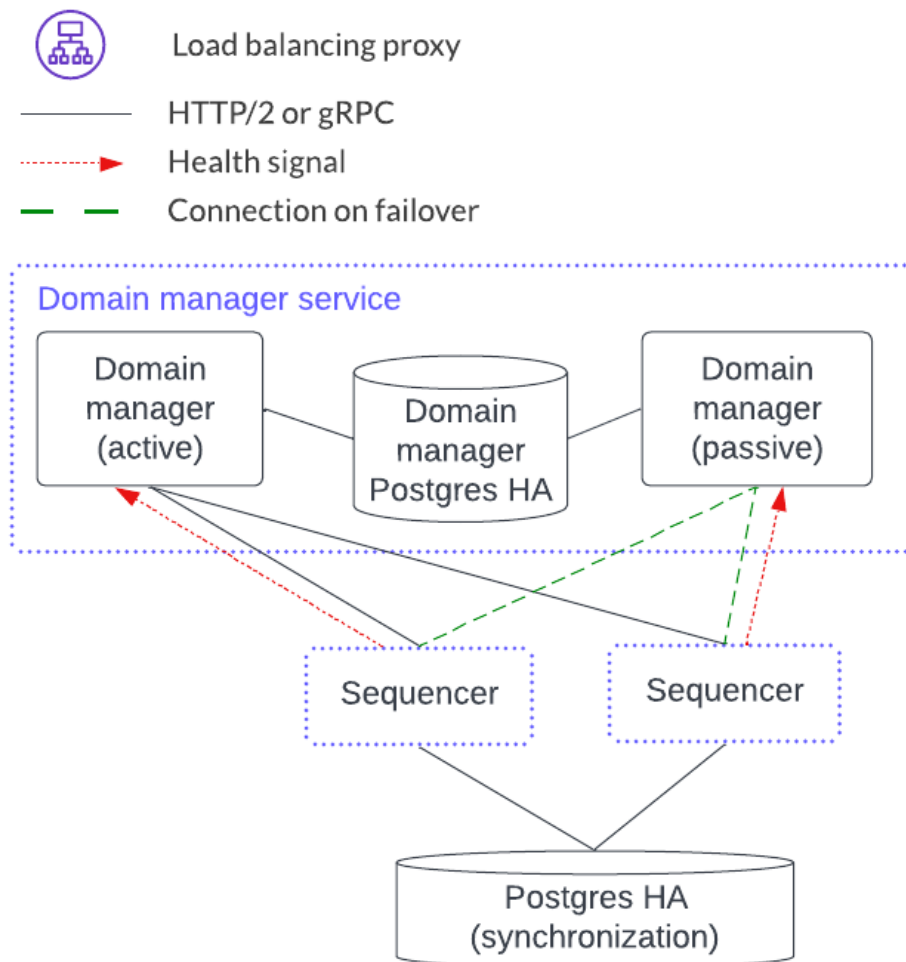 Load balancing proxy
HTTP/2 or gRPC
Health signal
Connection on failover
Domain manager service
Domain
manager
(active)
Domain
manager
Postgres HA
Domain
manager
(passive)
Sequencer
Sequencer
Postgres HA
(synchronization)